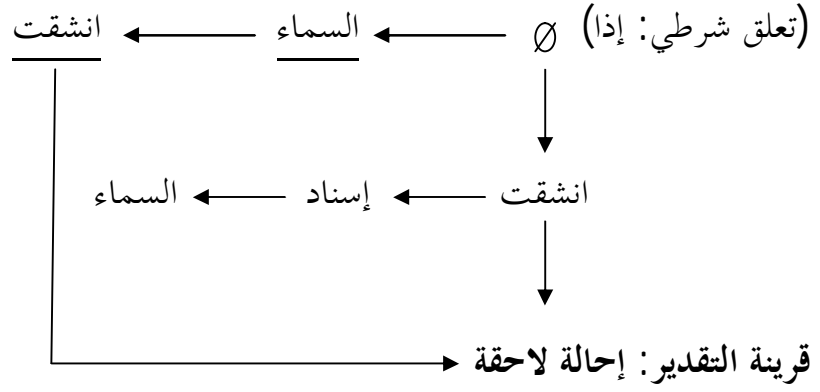 (تعلق شرطي: إذا) ∅ السماء انشقت
انشقت إسناد السماء
قرينة التقدير: إحالة لاحقة